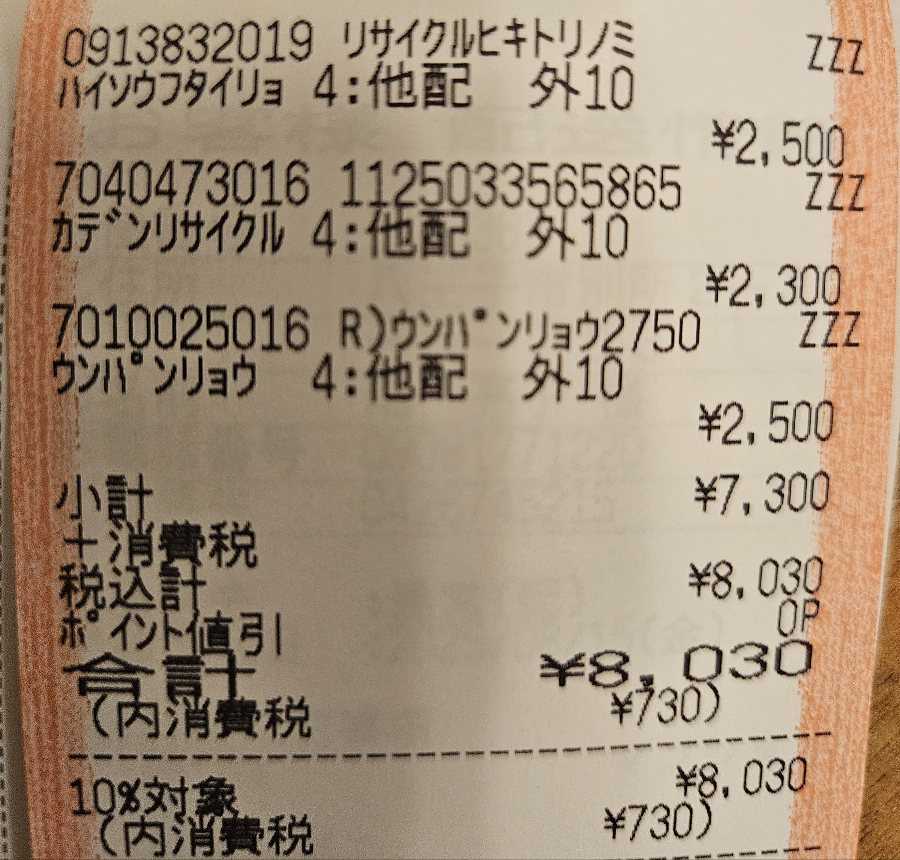 0913832019 リサイクルヒキトリノミ ZZZ
ハイソウフタイリョ 4:他配 外10
¥2,500
7040473016 1125033565865 ZZZ
カデンリサイクル 4:他配 外10
¥2,300
7010025016 R)ウンパンリョウ2750 ZZZ
ウンパンリョウ 4:他配 外10
¥2,500
小計 ¥7,300
+消費税
税込計 ¥8,030
ポイント値引 0P
合計 ¥8,030
(内消費税 ¥730)
10%対象 ¥8,030
(内消費税 ¥730)